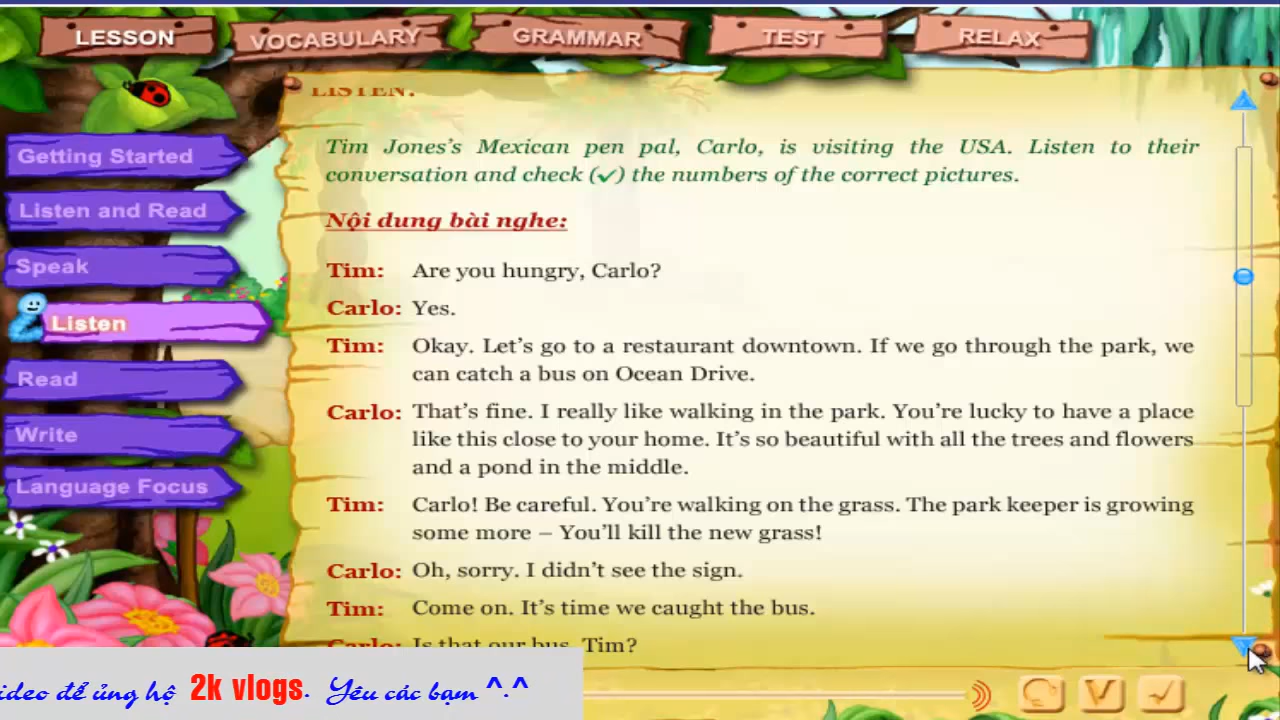 LESSON
VOCABULARY
GRAMMAR
TEST
RELAX
LISTEN.
Getting Started
Listen and Read
Speak
Listen
Read
Write
Language Focus
Tim Jones's Mexican pen pal, Carlo, is visiting the USA. Listen to their
conversation and check (✓) the numbers of the correct pictures.
Nội dung bài nghe:
Tim: Are you hungry, Carlo?
Carlo: Yes.
Tim: Okay. Let's go to a restaurant downtown. If we go through the park, we
can catch a bus on Ocean Drive.
Carlo: That's fine. I really like walking in the park. You're lucky to have a place
like this close to your home. It's so beautiful with all the trees and flowers
and a pond in the middle.
Tim: Carlo! Be careful. You're walking on the grass. The park keeper is growing
some more – You'll kill the new grass!
Carlo: Oh, sorry. I didn't see the sign.
Tim: Come on. It's time we caught the bus.
Carlo: Is that our bus, Tim?
ideo để ủng hộ 2k vlogs. Yêu các bạm ^.^